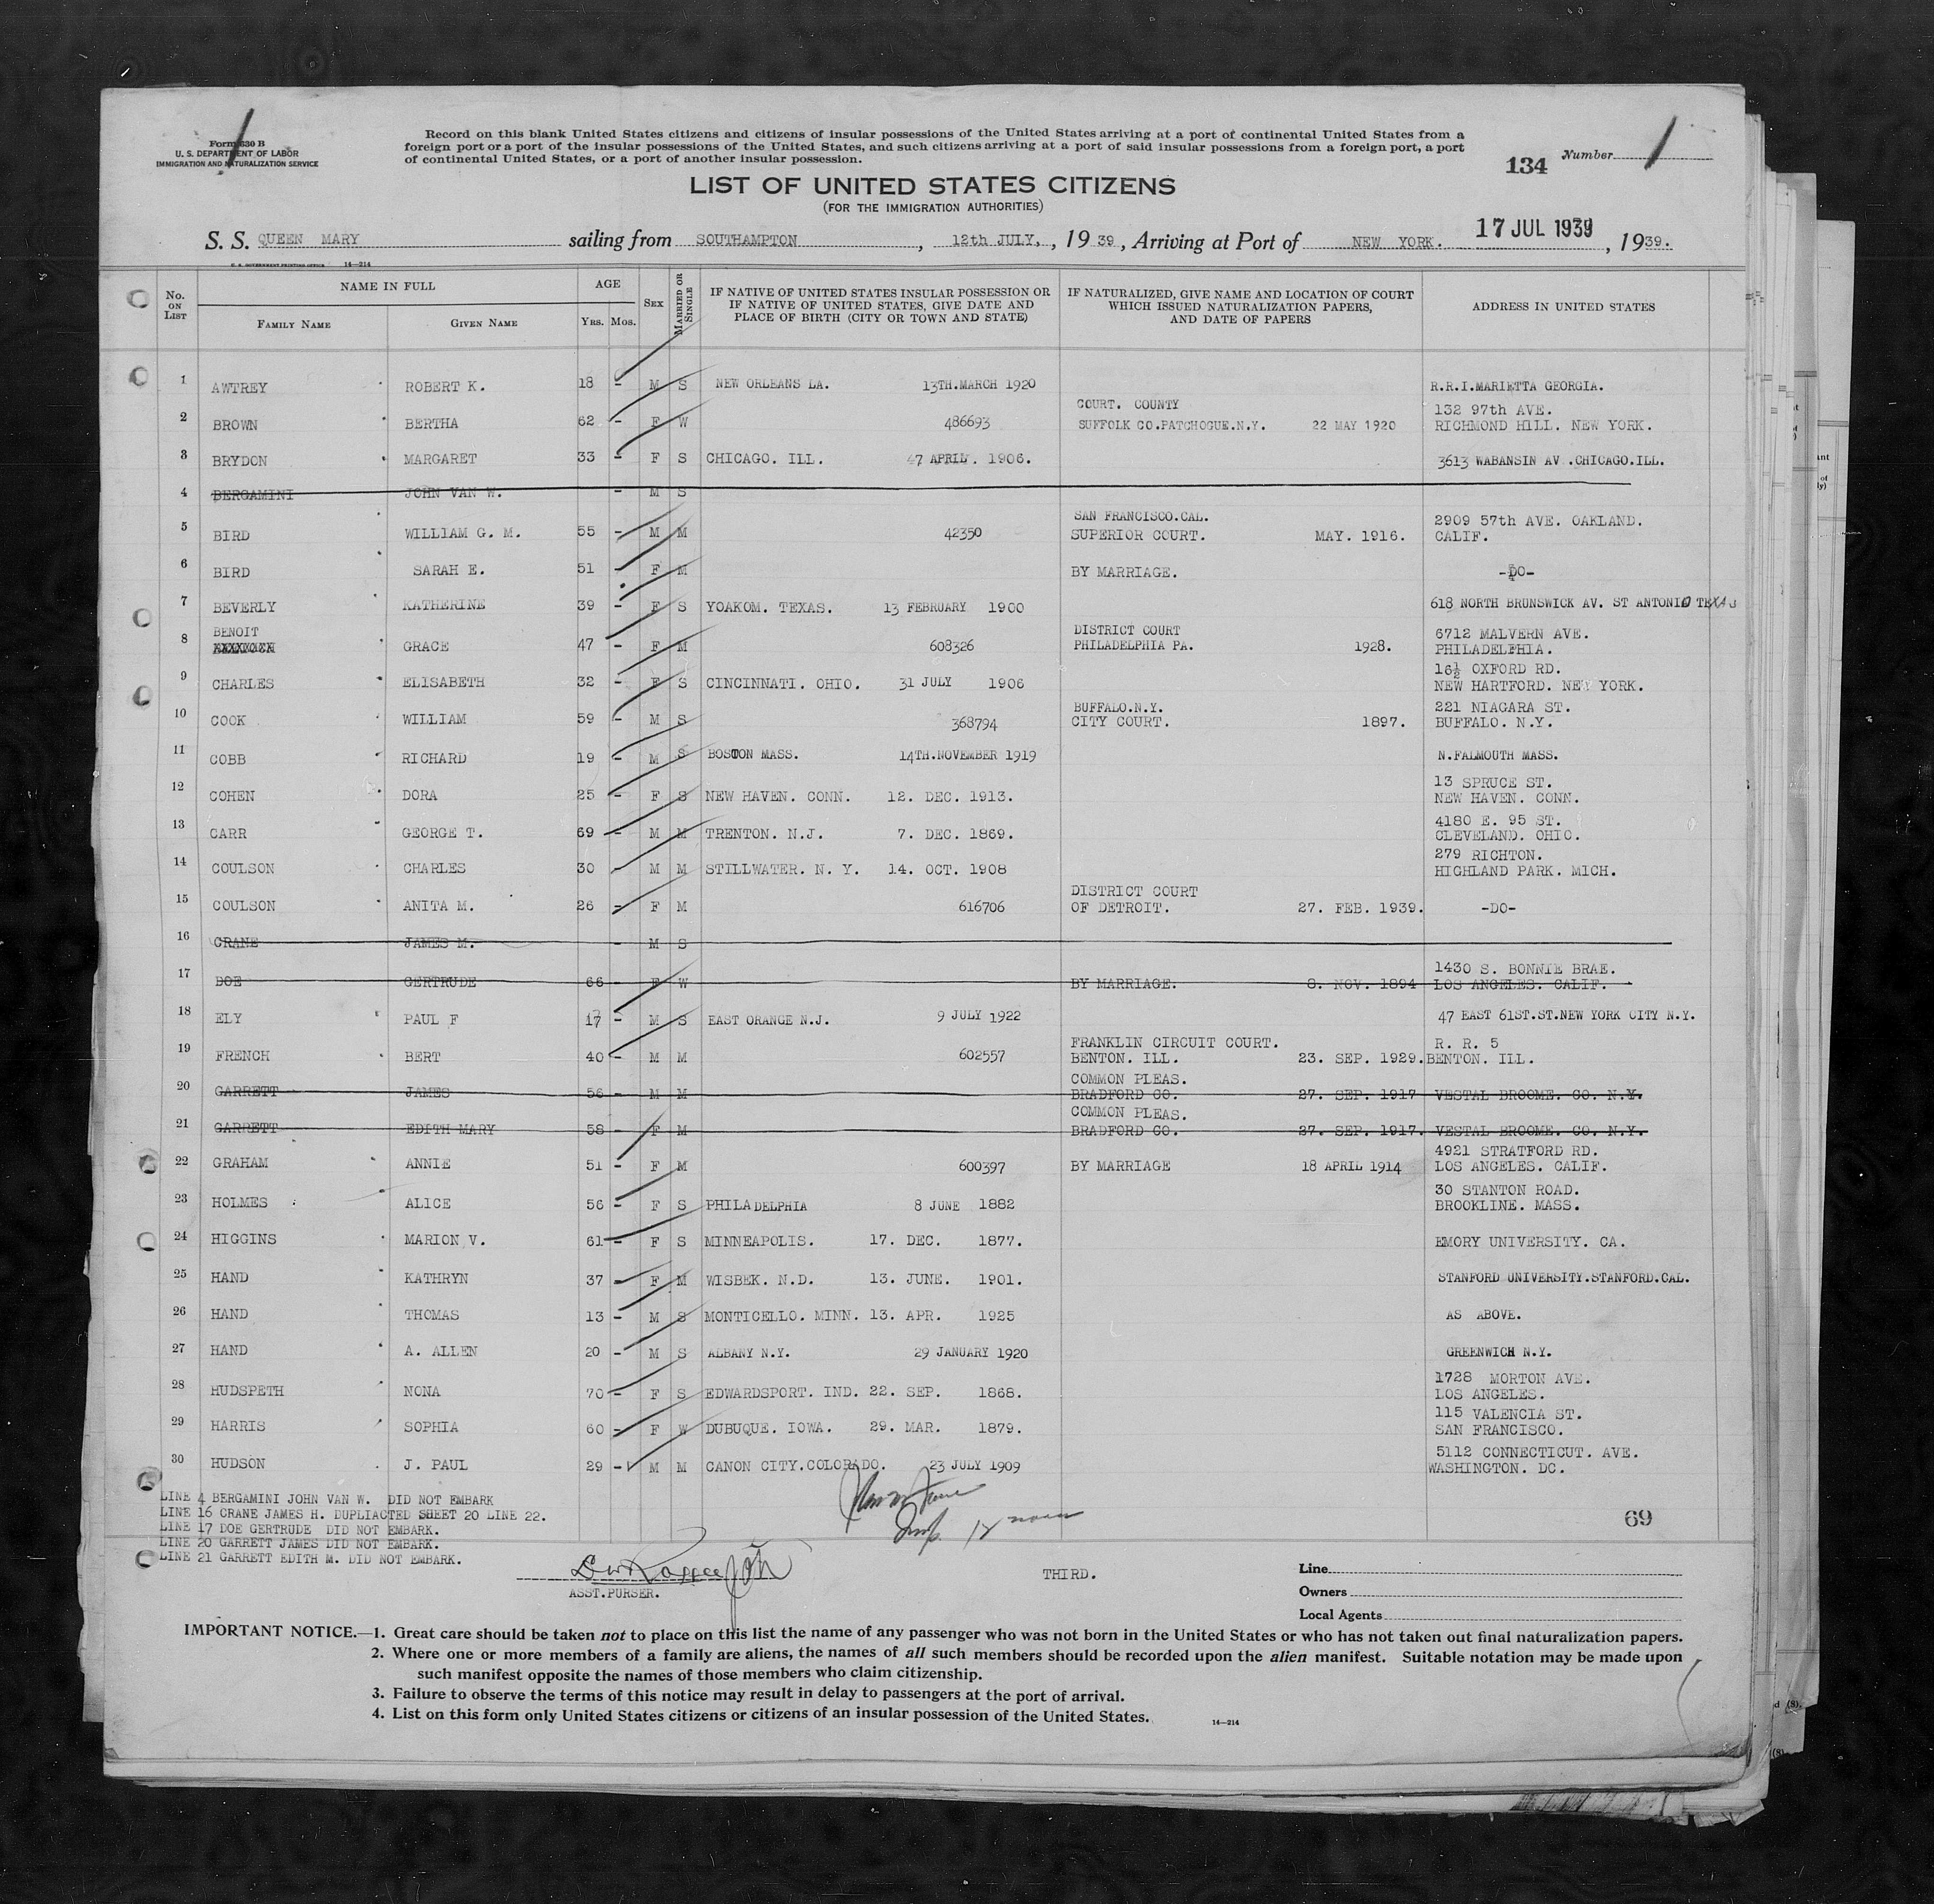 Form 630 B
U. S. DEPARTMENT OF LABOR
IMMIGRATION AND NATURALIZATION SERVICE
Record on this blank United States citizens and citizens of insular possessions of the United States arriving at a port of continental United States from a
foreign port or a port of the insular possessions of the United States, and such citizens arriving at a port of said insular possessions from a foreign port, a port
of continental United States, or a port of another insular possession.
134 Number 1
LIST OF UNITED STATES CITIZENS
(FOR THE IMMIGRATION AUTHORITIES)
S. S. QUEEN MARY sailing from SOUTHAMPTON, 12th JULY, , 1939, Arriving at Port of NEW YORK. 17 JUL 1939, 1939.
U. S. GOVERNMENT PRINTING OFFICE 14—214
No. ON LIST
NAME IN FULL
FAMILY NAME
GIVEN NAME
AGE
YRS. MOS.
SEX
MARRIED OR SINGLE
IF NATIVE OF UNITED STATES INSULAR POSSESSION OR
IF NATIVE OF UNITED STATES, GIVE DATE AND
PLACE OF BIRTH (CITY OR TOWN AND STATE)
IF NATURALIZED, GIVE NAME AND LOCATION OF COURT
WHICH ISSUED NATURALIZATION PAPERS,
AND DATE OF PAPERS
ADDRESS IN UNITED STATES
1 AWTREY ROBERT K. 18 - M S NEW ORLEANS LA. 13TH.MARCH 1920 R.R.I.MARIETTA GEORGIA.
COURT. COUNTY 132 97th AVE.
2 BROWN BERTHA 62 - F W 486693 SUFFOLK CO.PATCHOGUE.N.Y. 22 MAY 1920 RICHMOND HILL. NEW YORK.
3 BRYDON MARGARET 33 - F S CHICAGO. ILL. APRIL. 1906. 3613 WABANSIN AV .CHICAGO.ILL.
4 BERGAMINI JOHN VAN W. - M S
SAN FRANCISCO.CAL. 2909 57th AVE. OAKLAND.
5 BIRD WILLIAM G. M. 55 - M M 42350 SUPERIOR COURT. MAY. 1916. CALIF.
6 BIRD SARAH E. 51 - F M BY MARRIAGE. -DO-
7 BEVERLY KATHERINE 39 - F S YOAKOM. TEXAS. 13 FEBRUARY 1900 618 NORTH BRUNSWICK AV. ST ANTONIO TEXAS
BENOIT DISTRICT COURT 6712 MALVERN AVE.
8 GRACE 47 - F M 608326 PHILADELPHIA PA. 1928. PHILADELPHIA.
16½ OXFORD RD.
9 CHARLES ELISABETH 32 - F S CINCINNATI. OHIO. 31 JULY 1906 NEW HARTFORD. NEW YORK.
BUFFALO.N.Y. 221 NIAGARA ST.
10 COOK WILLIAM 59 - M S 368794 CITY COURT. 1897. BUFFALO. N.Y.
11 COBB RICHARD 19 - M S BOSTON MASS. 14TH.NOVEMBER 1919 N.FALMOUTH MASS.
13 SPRUCE ST.
12 COHEN DORA 25 - F S NEW HAVEN. CONN. 12. DEC. 1913. NEW HAVEN. CONN.
4180 E. 95 ST.
13 CARR GEORGE T. 69 - M M TRENTON. N.J. 7. DEC. 1869. CLEVELAND. OHIO.
279 RICHTON.
14 COULSON CHARLES 30 - M M STILLWATER. N. Y. 14. OCT. 1908 HIGHLAND PARK. MICH.
DISTRICT COURT
15 COULSON ANITA M. 26 - F M 616706 OF DETROIT. 27. FEB. 1939. -DO-
16 CRANE JAMES M. - M S
1430 S. BONNIE BRAE.
17 DOE GERTRUDE 66 - F W BY MARRIAGE. 8. NOV. 1894 LOS ANGELES. CALIF.
18 ELY PAUL F 17 - M S EAST ORANGE N.J. 9 JULY 1922 47 EAST 61ST.ST.NEW YORK CITY N.Y.
FRANKLIN CIRCUIT COURT. R. R. 5
19 FRENCH BERT 40 - M M 602557 BENTON. ILL. 23. SEP. 1929. BENTON. ILL.
COMMON PLEAS.
20 GARRETT JAMES 56 - M M BRADFORD CO. 27. SEP. 1917 VESTAL BROOME. CO. N.Y.
COMMON PLEAS.
21 GARRETT EDITH MARY 58 - F M BRADFORD CO. 27. SEP. 1917. VESTAL BROOME. CO. N.Y.
4921 STRATFORD RD.
22 GRAHAM ANNIE 51 - F M 600397 BY MARRIAGE 18 APRIL 1914 LOS ANGELES. CALIF.
30 STANTON ROAD.
23 HOLMES ALICE 56 - F S PHILADELPHIA 8 JUNE 1882 BROOKLINE. MASS.
24 HIGGINS MARION V. 61 - F S MINNEAPOLIS. 17. DEC. 1877. EMORY UNIVERSITY. CA.
25 HAND KATHRYN 37 - F M WISBEK. N.D. 13. JUNE. 1901. STANFORD UNIVERSITY.STANFORD.CAL.
26 HAND THOMAS 13 - M S MONTICELLO. MINN. 13. APR. 1925 AS ABOVE.
27 HAND A. ALLEN 20 - M S ALBANY N.Y. 29 JANUARY 1920 GREENWICH N.Y.
1728 MORTON AVE.
28 HUDSPETH NONA 70 - F S EDWARDSPORT. IND. 22. SEP. 1868. LOS ANGELES.
115 VALENCIA ST.
29 HARRIS SOPHIA 60 - F W DUBUQUE. IOWA. 29. MAR. 1879. SAN FRANCISCO.
5112 CONNECTICUT. AVE.
30 HUDSON J. PAUL 29 - M M CANON CITY.COLORADO. 23 JULY 1909 WASHINGTON. DC.
LINE 4 BERGAMINI JOHN VAN W. DID NOT EMBARK
LINE 16 CRANE JAMES H. DUPLIACTED SHEET 20 LINE 22.
LINE 17 DOE GERTRUDE DID NOT EMBARK.
LINE 20 GARRETT JAMES DID NOT EMBARK.
LINE 21 GARRETT EDITH M. DID NOT EMBARK.
69
ASST.PURSER.
THIRD.
Line
Owners
Local Agents
IMPORTANT NOTICE.—1. Great care should be taken not to place on this list the name of any passenger who was not born in the United States or who has not taken out final naturalization papers.
2. Where one or more members of a family are aliens, the names of all such members should be recorded upon the alien manifest. Suitable notation may be made upon
such manifest opposite the names of those members who claim citizenship.
3. Failure to observe the terms of this notice may result in delay to passengers at the port of arrival.
4. List on this form only United States citizens or citizens of an insular possession of the United States.
14—214